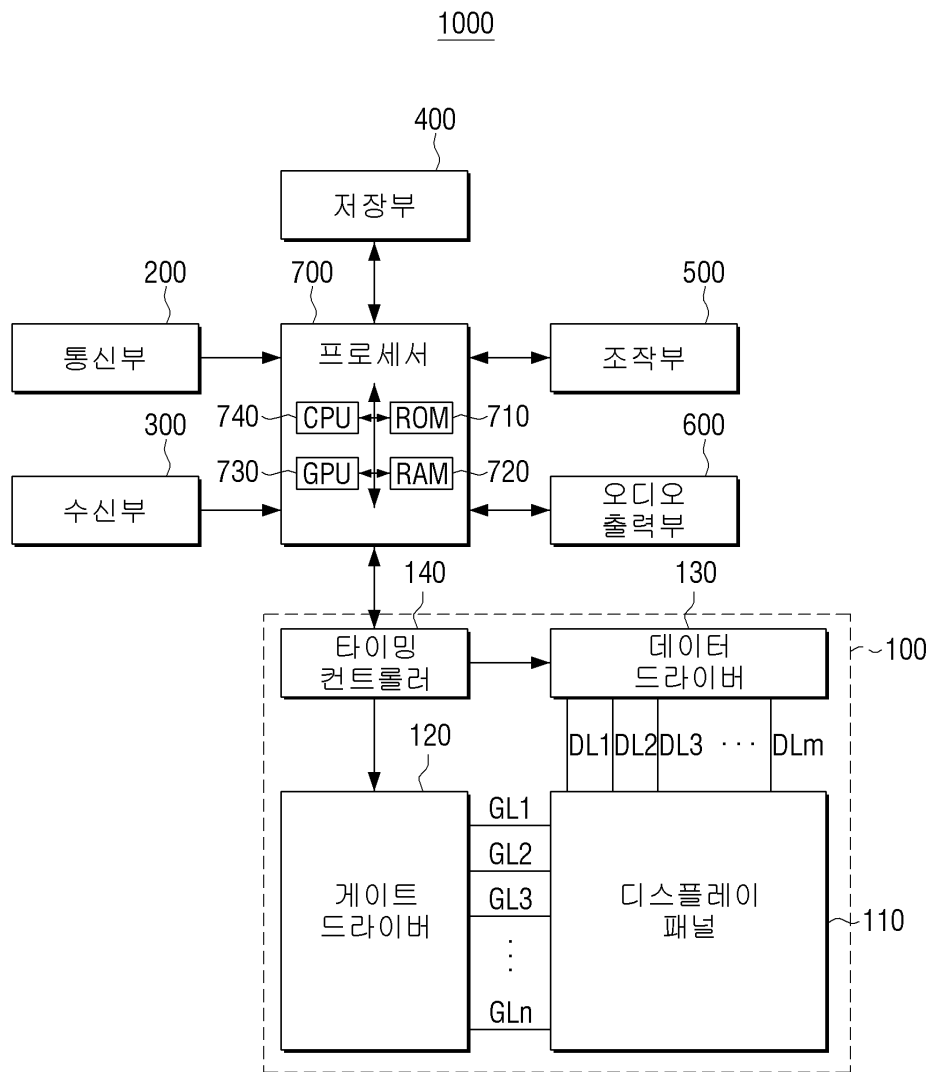 1000
400
저장부
200
700
500
통신부
프로세서
조작부
740
CPU
ROM
710
300
600
730
GPU
RAM
720
수신부
오디오
출력부
140
130
타이밍
컨트롤러
데이터
드라이버
100
120
DL1
DL2
DL3
···
DLm
GL1
GL2
GL3
⋮
GLn
게이트
드라이버
디스플레이
패널
110